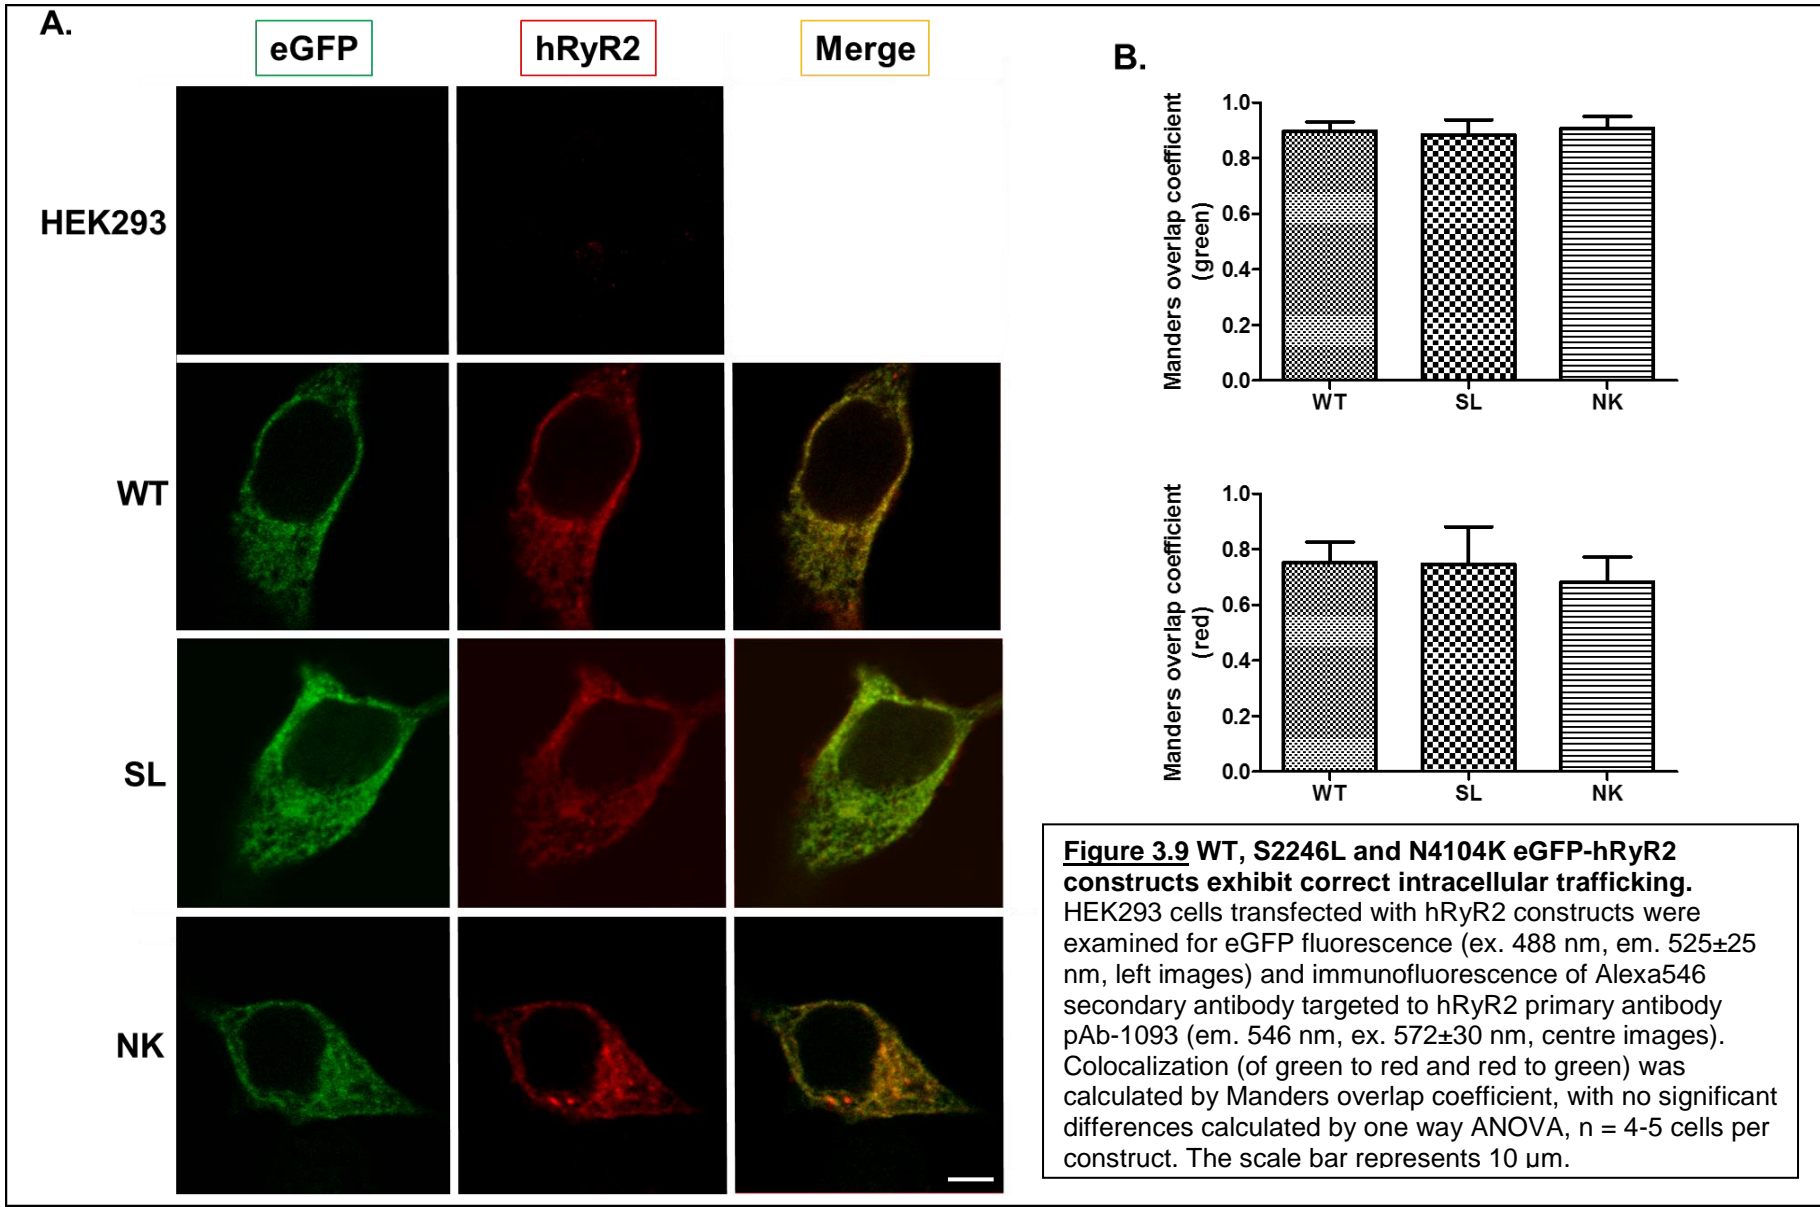 A.
eGFP
hRyR2
Merge
HEK293
WT
SL
NK
B.
Manders overlap coefficient
(green)
1.0
0.8
0.6
0.4
0.2
0.0
WT
SL
NK
Manders overlap coefficient
(red)
1.0
0.8
0.6
0.4
0.2
0.0
WT
SL
NK
Figure 3.9 WT, S2246L and N4104K eGFP-hRyR2
constructs exhibit correct intracellular trafficking.
HEK293 cells transfected with hRyR2 constructs were
examined for eGFP fluorescence (ex. 488 nm, em. 525±25
nm, left images) and immunofluorescence of Alexa546
secondary antibody targeted to hRyR2 primary antibody
pAb-1093 (em. 546 nm, ex. 572±30 nm, centre images).
Colocalization (of green to red and red to green) was
calculated by Manders overlap coefficient, with no significant
differences calculated by one way ANOVA, n = 4-5 cells per
construct. The scale bar represents 10 µm.